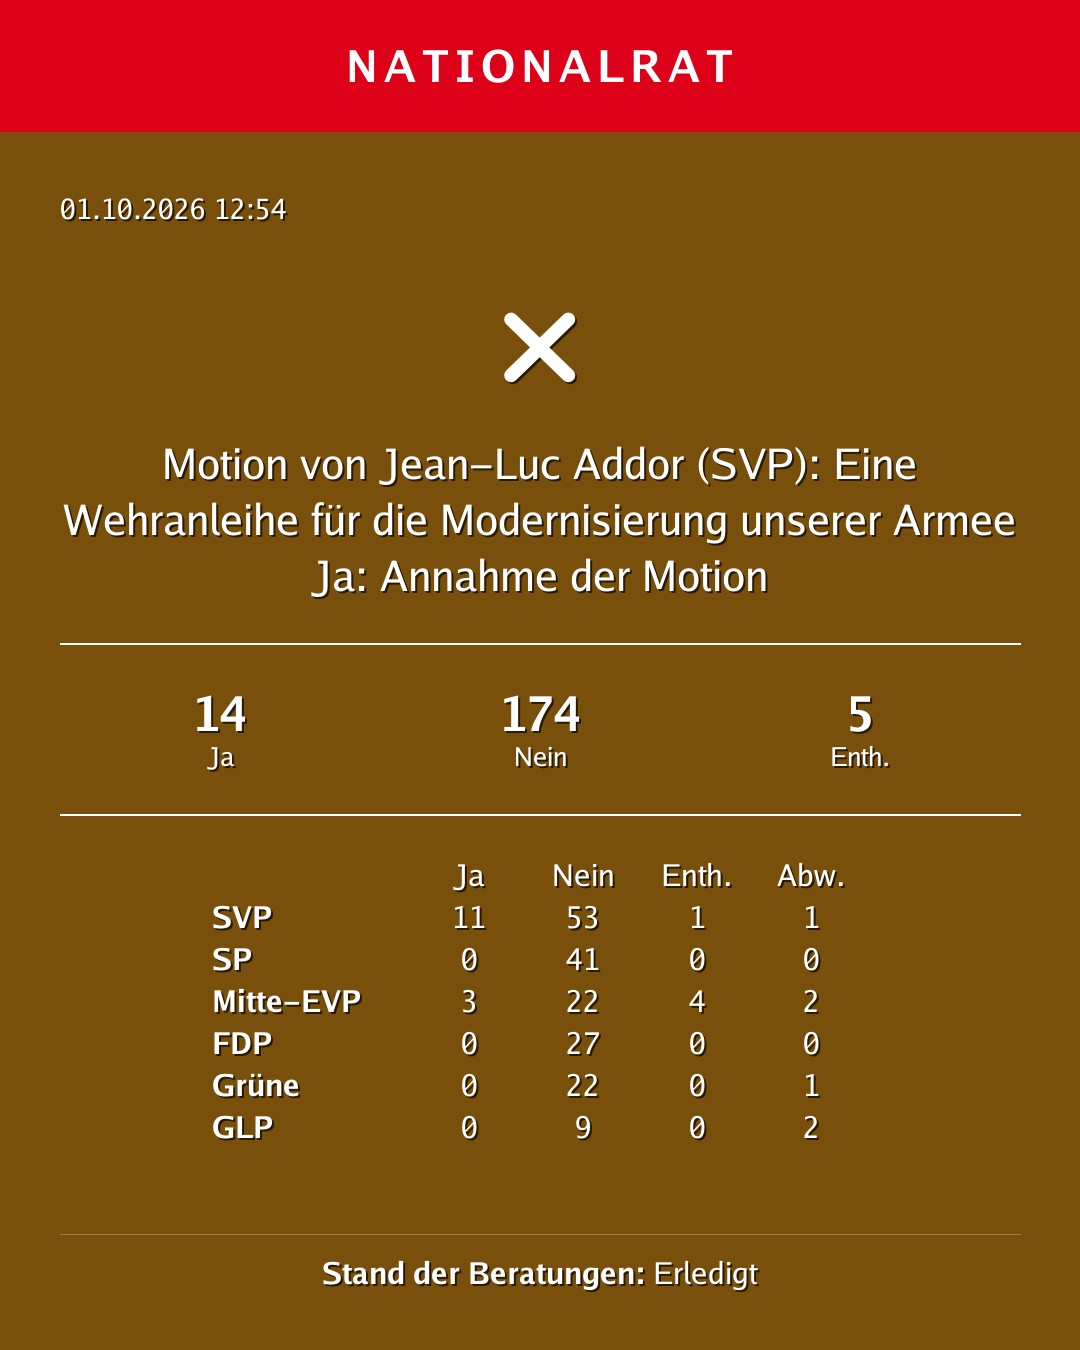 NATIONALRAT
01.10.2026 12:54
Motion von Jean-Luc Addor (SVP): Eine
Wehranleihe für die Modernisierung unserer Armee
Ja: Annahme der Motion
14 174 5
Ja Nein Enth.
Ja Nein Enth. Abw.
SVP 11 53 1 1
SP 0 41 0 0
Mitte-EVP 3 22 4 2
FDP 0 27 0 0
Grüne 0 22 0 1
GLP 0 9 0 2
Stand der Beratungen: Erledigt